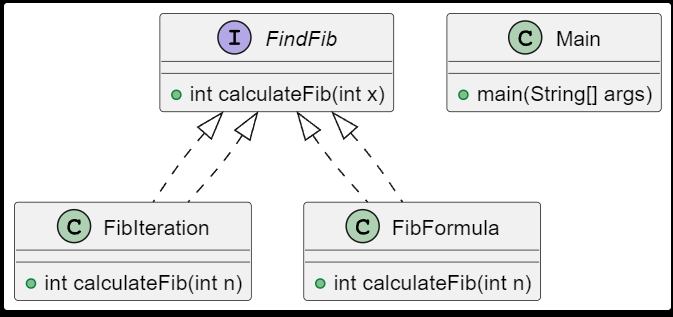 I FindFib
int calculateFib(int x)
C Main
main(String[] args)
C FibIteration
int calculateFib(int n)
C FibFormula
int calculateFib(int n)